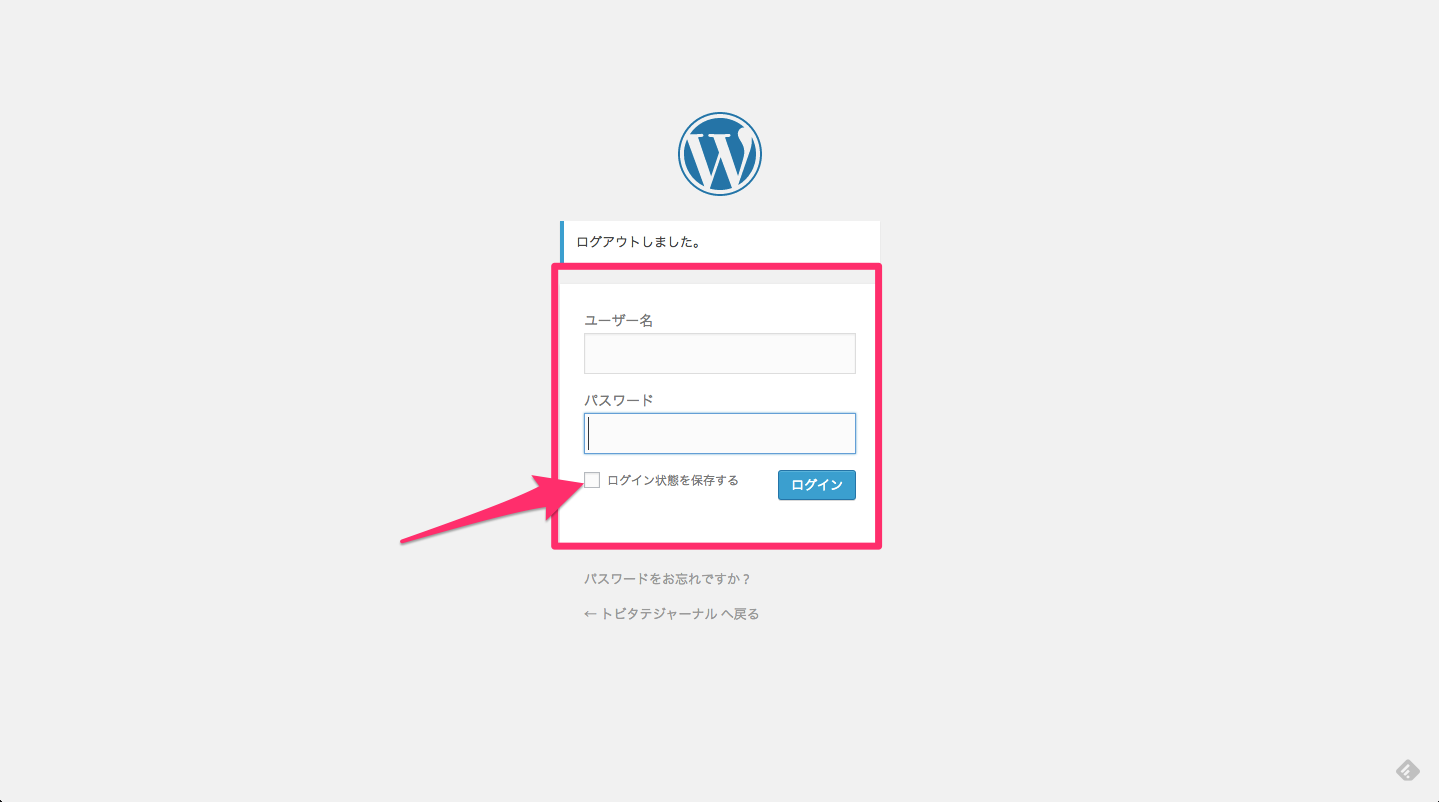 ログアウトしました。
ユーザー名
パスワード
ログイン状態を保存する
ログイン
パスワードをお忘れですか ?
← トビタテジャーナル へ戻る